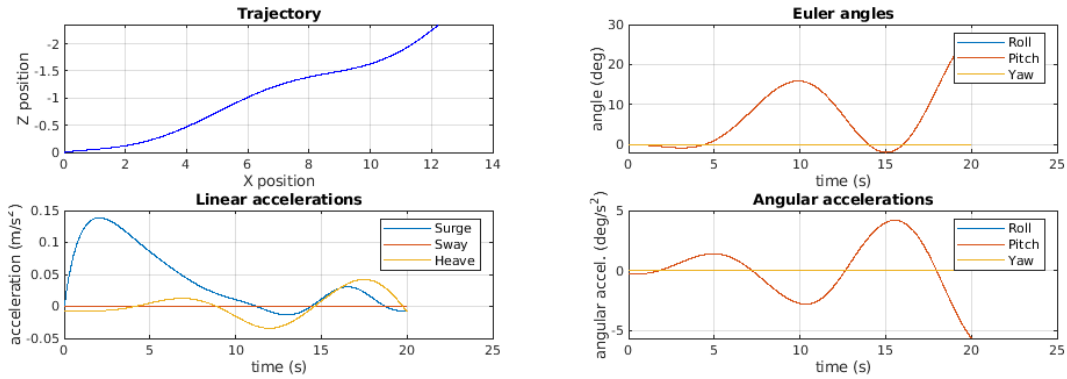 Trajectory
Z position
-2
-1.5
-1
-0.5
0
0 2 4 6 8 10 12 14
X position
Euler angles
angle (deg)
30
20
10
0
0 5 10 15 20 25
time (s)
Roll
Pitch
Yaw
Linear accelerations
acceleration (m/s²)
0.15
0.1
0.05
0
-0.05
0 5 10 15 20 25
time (s)
Surge
Sway
Heave
Angular accelerations
angular accel. (deg/s²)
5
0
-5
0 5 10 15 20 25
time (s)
Roll
Pitch
Yaw